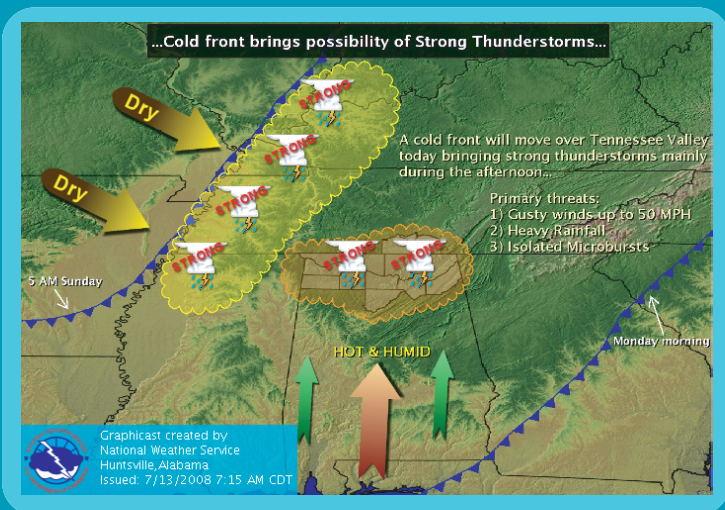 ...Cold front brings possibility of Strong Thunderstorms...
Dry
STRONG
STRONG
A cold front will move over Tennessee Valley
today bringing strong thunderstorms mainly
during the afternoon...
Dry
STRONG
Primary threats:
1) Gusty winds up to 50 MPH
2) Heavy Rainfall
3) Isolated Microbursts
STRONG
STRONG
STRONG
5 AM Sunday
Monday morning
HOT & HUMID
Graphicast created by
National Weather Service
Huntsville,Alabama
Issued: 7/13/2008 7:15 AM CDT